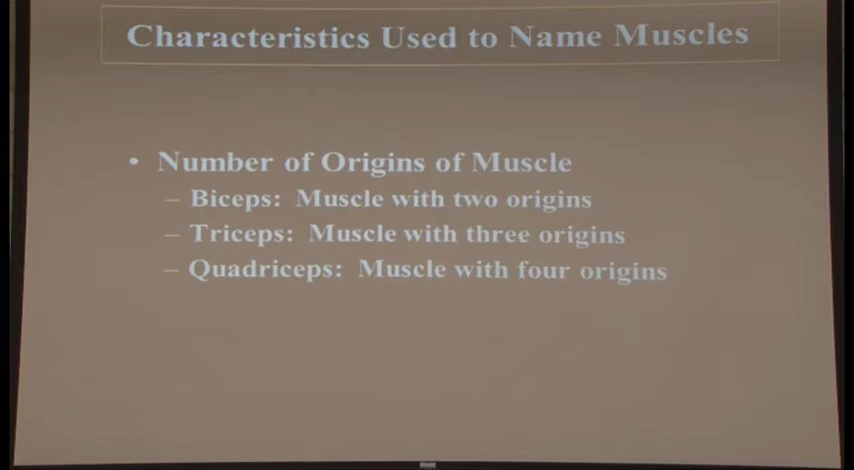 Characteristics Used to Name Muscles
• Number of Origins of Muscle
– Biceps: Muscle with two origins
– Triceps: Muscle with three origins
– Quadriceps: Muscle with four origins